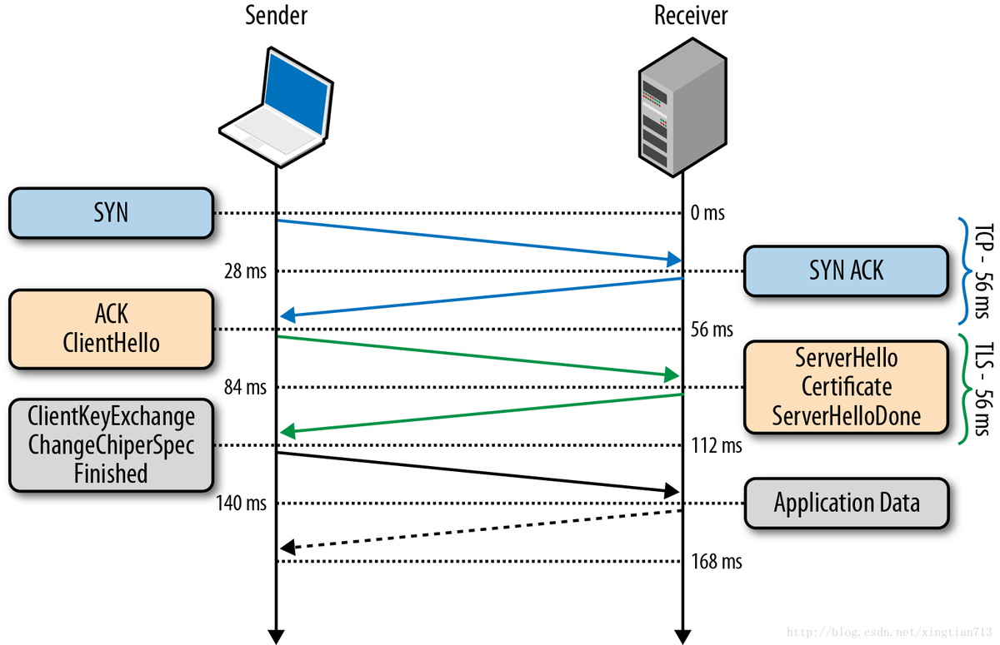 Sender
Receiver
SYN
0 ms
28 ms
SYN ACK
TCP - 56 ms
ACK
ClientHello
56 ms
84 ms
ServerHello
Certificate
ServerHelloDone
TLS - 56 ms
ClientKeyExchange
ChangeChiperSpec
Finished
112 ms
140 ms
Application Data
168 ms
http://blog.csdn.net/xingtian713